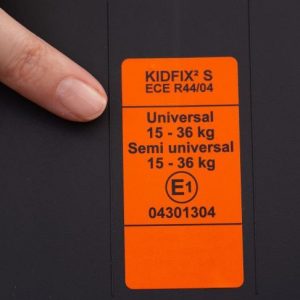 KIDFIX² S
ECE R44/04
Universal
15 - 36 kg
Semi universal
15 - 36 kg
E1
04301304